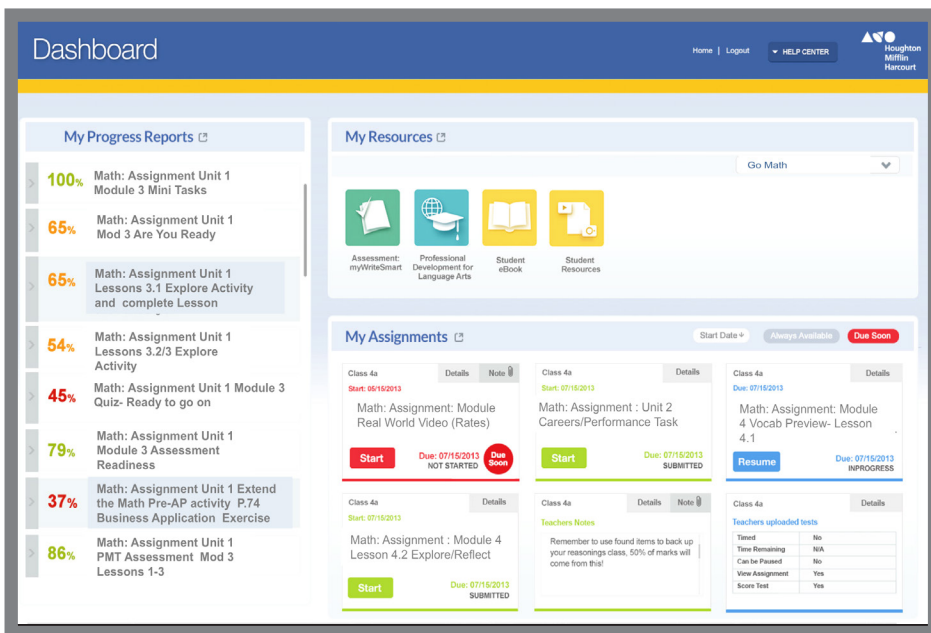 Dashboard
Home | Logout
HELP CENTER
Houghton
Mifflin
Harcourt
My Progress Reports
100%
Math: Assignment Unit 1
Module 3 Mini Tasks
65%
Math: Assignment Unit 1
Mod 3 Are You Ready
65%
Math: Assignment Unit 1
Lessons 3.1 Explore Activity
and complete Lesson
54%
Math: Assignment Unit 1
Lessons 3.2/3 Explore
Activity
45%
Math: Assignment Unit 1 Module 3
Quiz- Ready to go on
79%
Math: Assignment Unit 1
Module 3 Assessment
Readiness
37%
Math: Assignment Unit 1 Extend
the Math Pre-AP activity P.74
Business Application Exercise
86%
Math: Assignment Unit 1
PMT Assessment Mod 3
Lessons 1-3
My Resources
Go Math
Assessment:
myWriteSmart
Professional
Development for
Language Arts
Student
eBook
Student
Resources
My Assignments
Start Date
Always Available
Due Soon
Class 4a
Details
Note
Start: 05/15/2013
Math: Assignment: Module
Real World Video (Rates)
Start
Due: 07/15/2013
NOT STARTED
Due
Soon
Class 4a
Details
Start: 07/15/2013
Math: Assignment : Unit 2
Careers/Performance Task
Start
Due: 07/15/2013
SUBMITTED
Class 4a
Details
Due: 07/15/2013
Math: Assignment: Module
4 Vocab Preview- Lesson
4.1
Resume
Due: 07/15/2013
INPROGRESS
Class 4a
Details
Start: 07/15/2013
Math: Assignment : Module 4
Lesson 4.2 Explore/Reflect
Start
Due: 07/15/2013
SUBMITTED
Class 4a
Details
Note
Teachers Notes
Remember to use found items to back up
your reasonings class, 50% of marks will
come from this!
Class 4a
Details
Teachers uploaded
tests
Timed No
Time Remaining N/A
Can be Paused No
View Assignment Yes
Score Test Yes